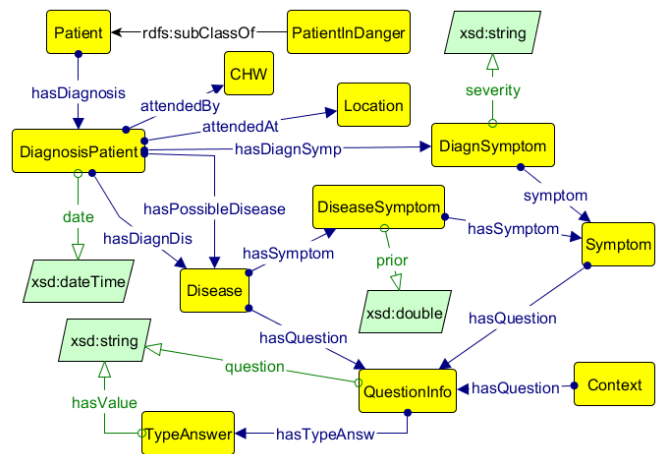 Patient
rdfs:subClassOf
PatientInDanger
xsd:string
CHW
hasDiagnosis
attendedBy
Location
severity
attendedAt
DiagnosisPatient
hasDiagnSymp
DiagnSymptom
hasPossibleDisease
DiseaseSymptom
symptom
date
hasDiagnDis
hasSymptom
hasSymptom
Symptom
prior
xsd:dateTime
Disease
xsd:double
hasQuestion
hasQuestion
xsd:string
question
QuestionInfo
hasQuestion
Context
hasValue
TypeAnswer
hasTypeAnsw